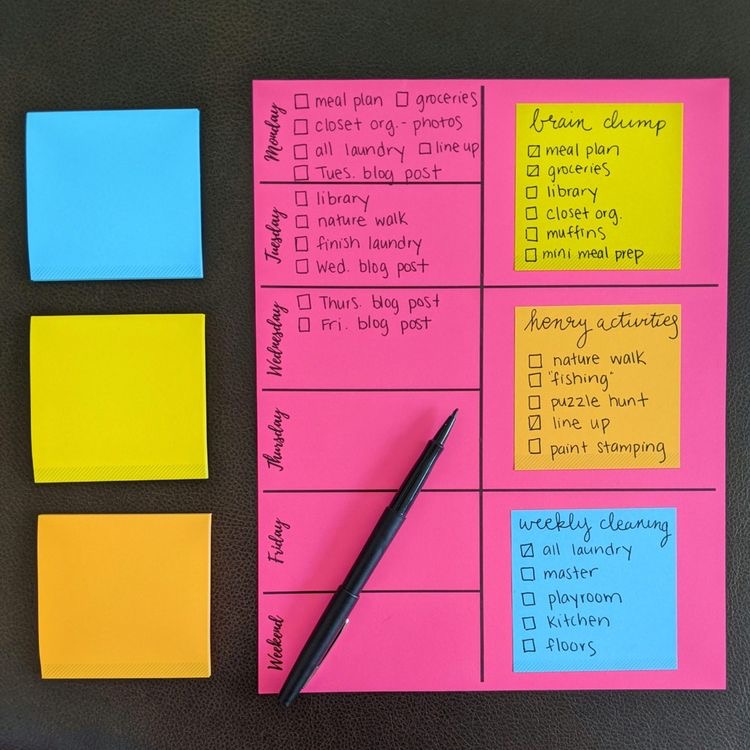 Monday
☐ meal plan ☐ groceries
☐ closet org. - photos
☐ all laundry ☐ line up
☐ Tues. blog post
Tuesday
☐ library
☐ nature walk
☐ finish laundry
☐ Wed. blog post
Wednesday
☐ Thurs. blog post
☐ Fri. blog post
Thursday
Friday
Weekend
brain dump
☑ meal plan
☑ groceries
☐ library
☐ closet org.
☐ muffins
☐ mini meal prep
henry activities
☐ nature walk
☐ "fishing"
☐ puzzle hunt
☑ line up
☐ paint stamping
weekly cleaning
☑ all laundry
☐ master
☐ playroom
☐ kitchen
☐ floors